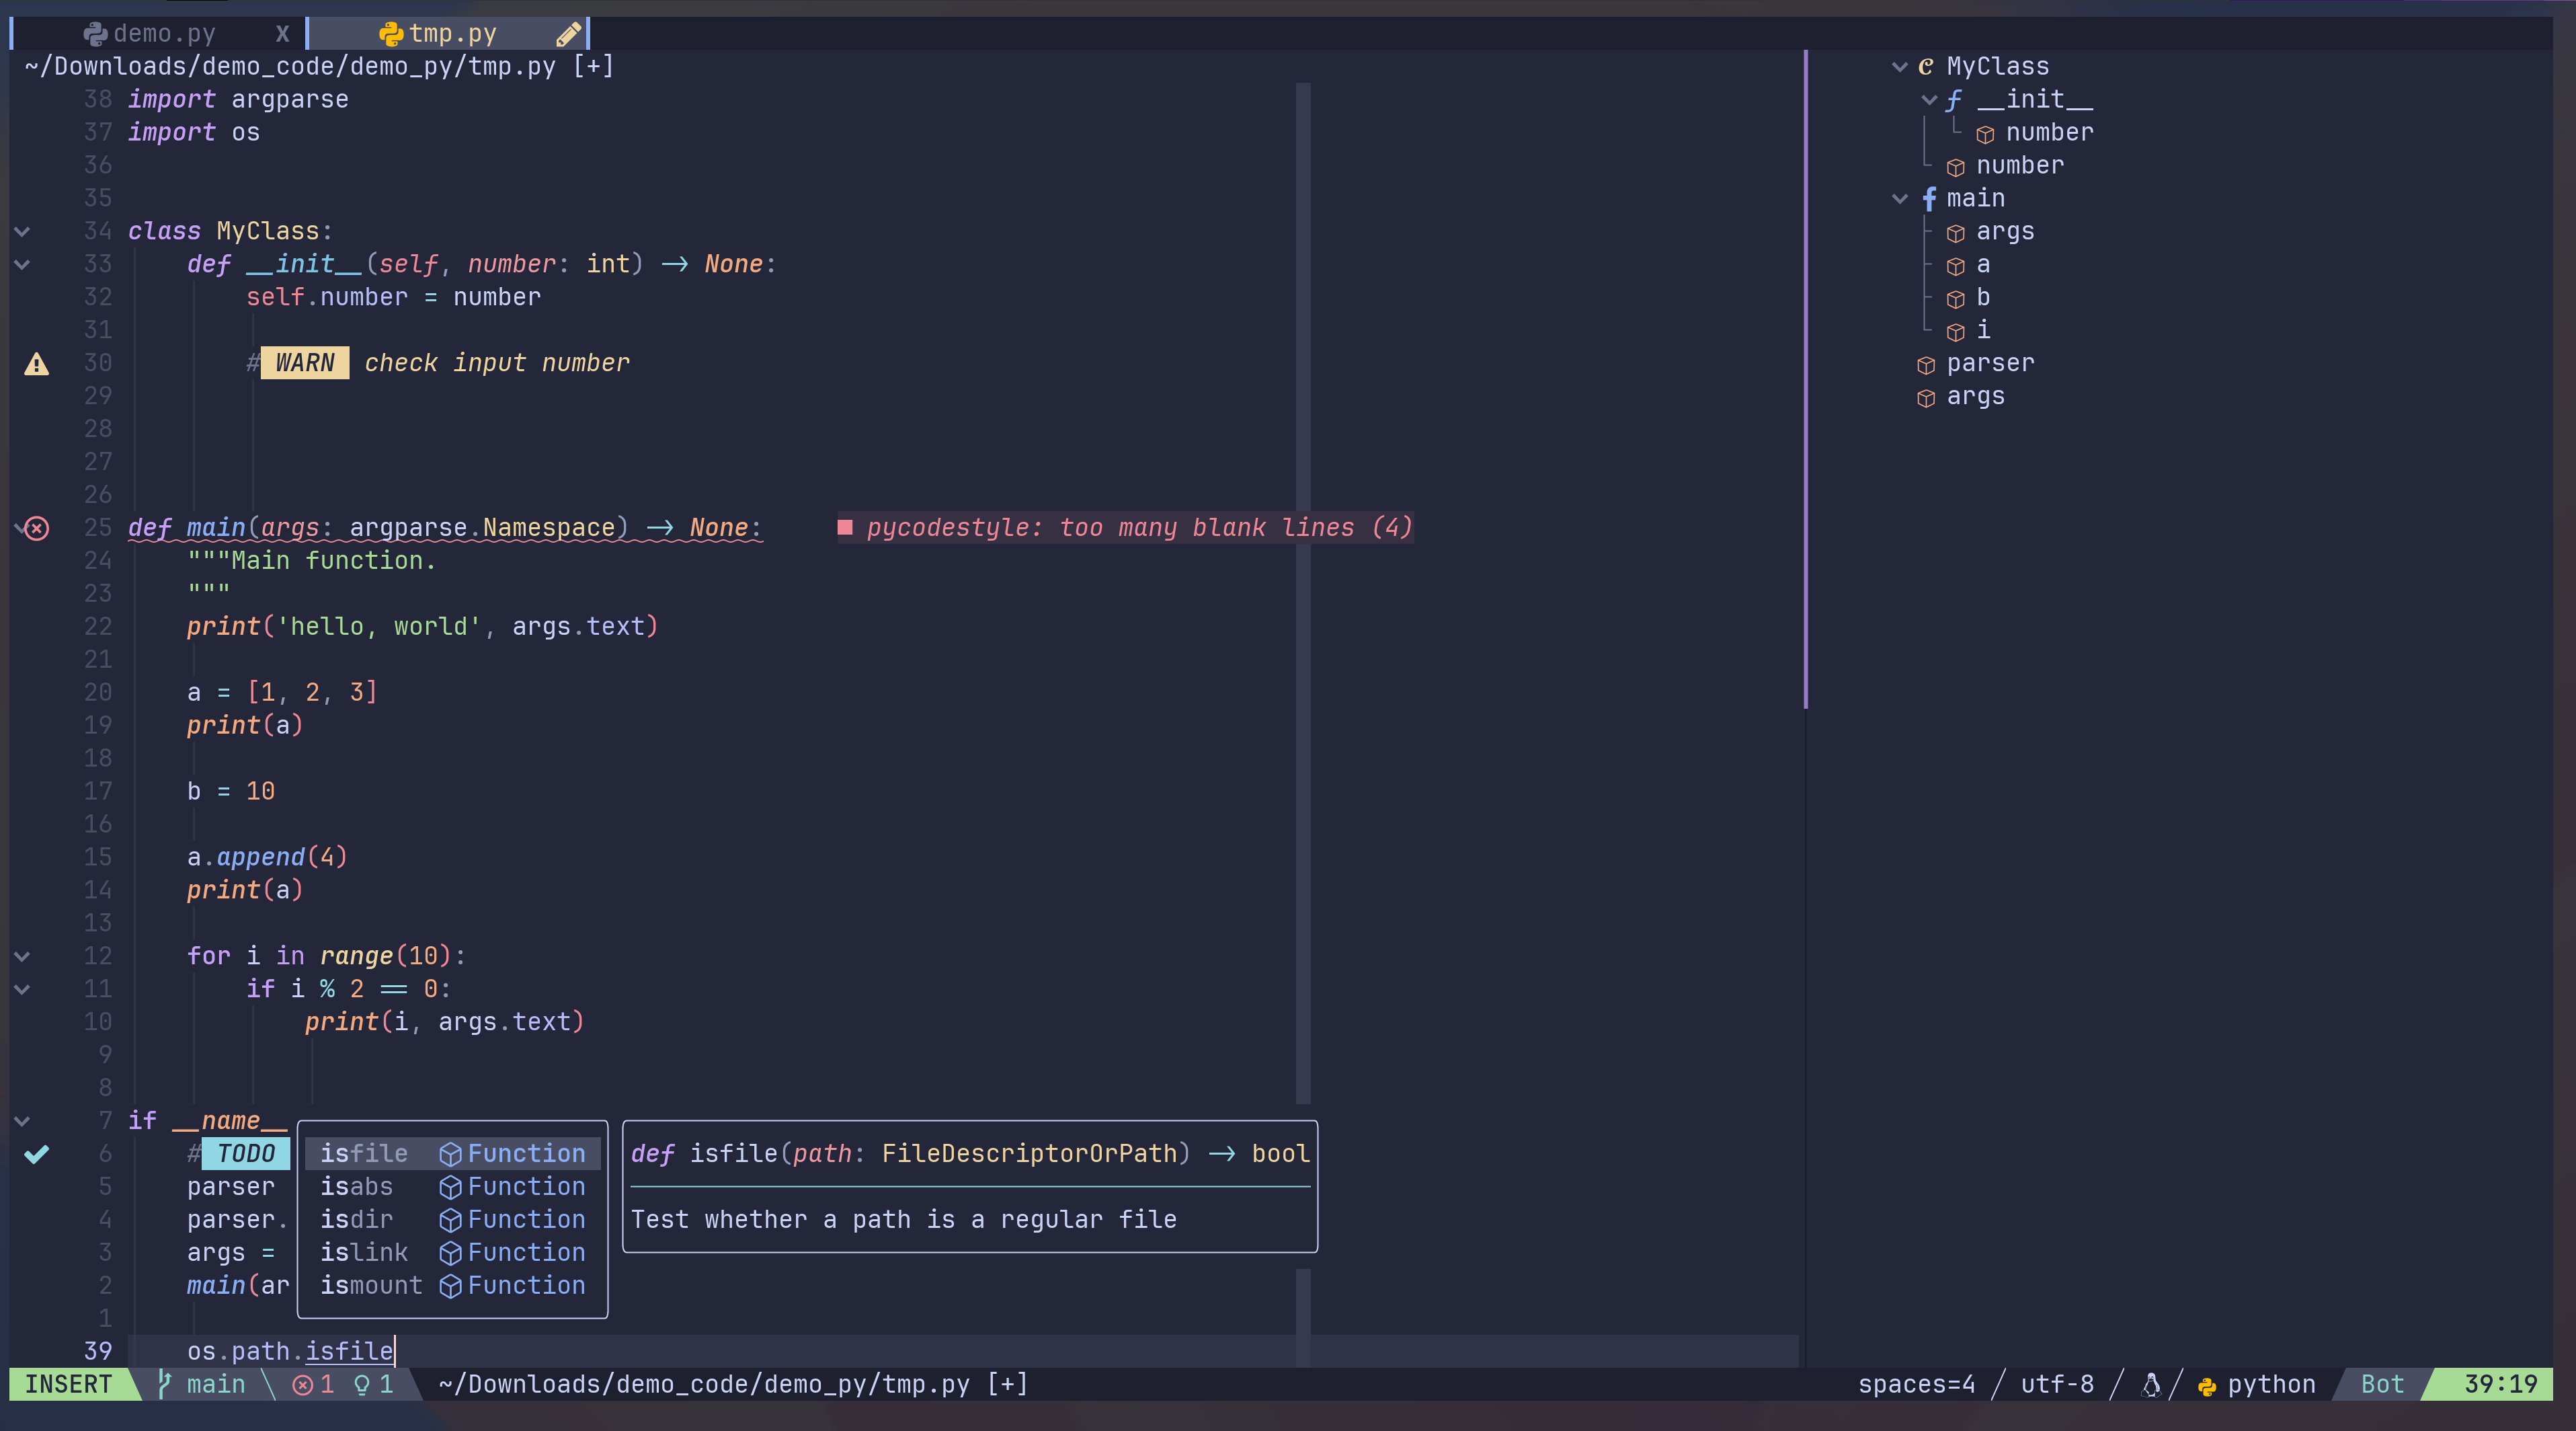 demo.py X tmp.py
~/Downloads/demo_code/demo_py/tmp.py [+]
38 import argparse
37 import os
36
35
34 class MyClass:
33 def __init__(self, number: int) -> None:
32 self.number = number
31
30 # WARN check input number
29
28
27
26
25 def main(args: argparse.Namespace) -> None: ■ pycodestyle: too many blank lines (4)
24 """Main function.
23 """
22 print('hello, world', args.text)
21
20 a = [1, 2, 3]
19 print(a)
18
17 b = 10
16
15 a.append(4)
14 print(a)
13
12 for i in range(10):
11 if i % 2 == 0:
10 print(i, args.text)
9
8
7 if __name__
6 # TODO
5 parser
4 parser.
3 args =
2 main(ar
1
39 os.path.isfile
isfile Function
isabs Function
isdir Function
islink Function
ismount Function
def isfile(path: FileDescriptorOrPath) -> bool
Test whether a path is a regular file
MyClass
__init__
number
number
main
args
a
b
i
parser
args
INSERT main 1 1 ~/Downloads/demo_code/demo_py/tmp.py [+] spaces=4 / utf-8 / / python Bot 39:19